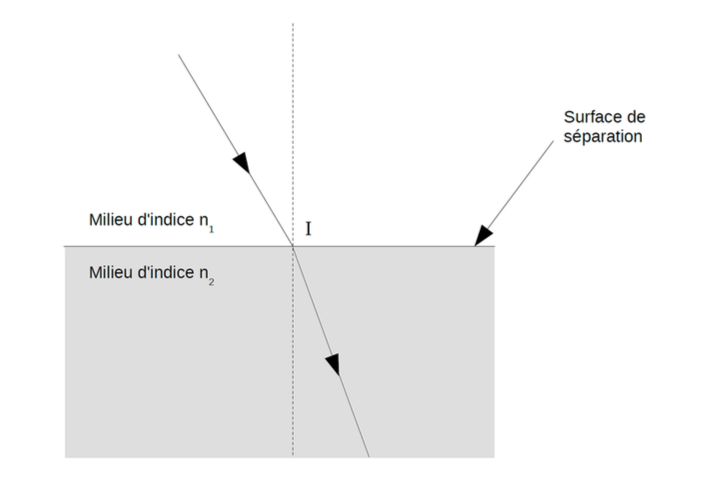 Surface de
séparation
Milieu d'indice n₁
I
Milieu d'indice n₂